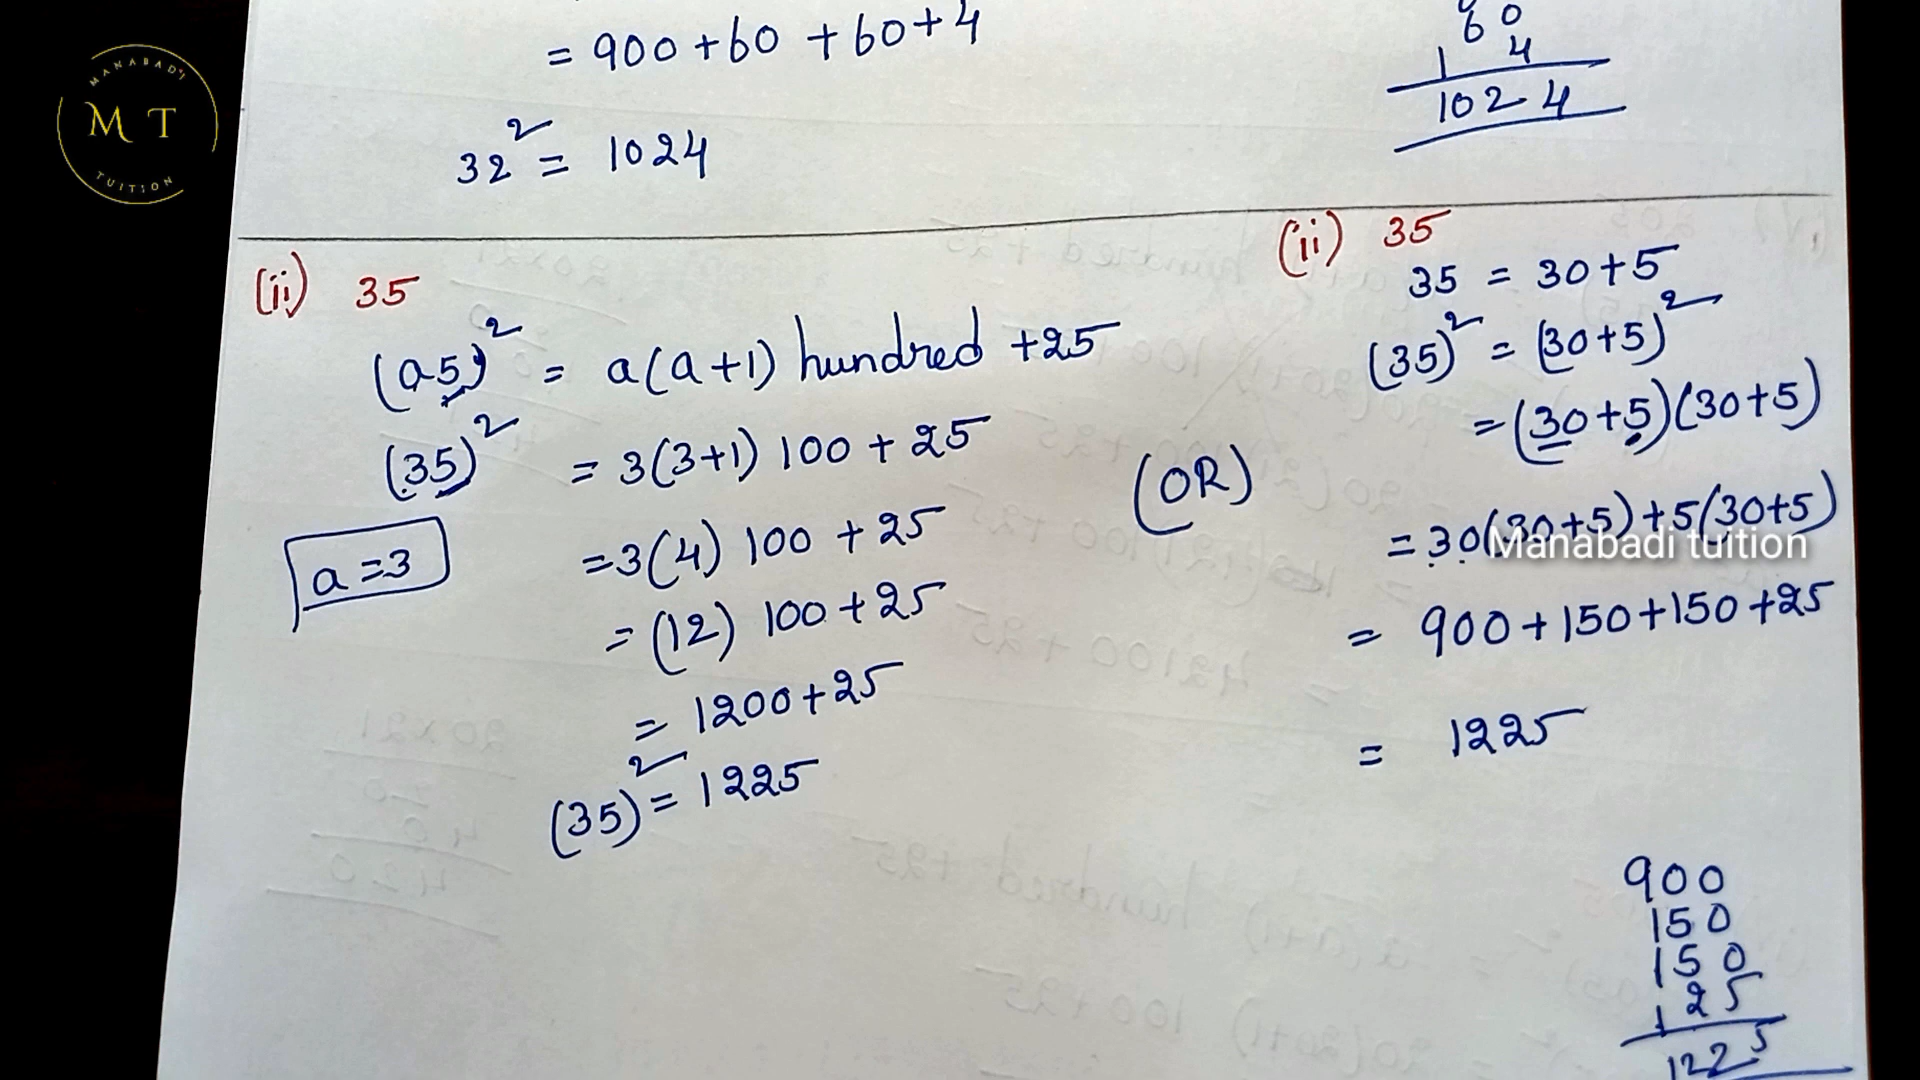 MANABADI
M T
TUITION
= 900 + 60 + 60 + 4
32² = 1024
60
1 4
1024
(ii) 35
(a5)² = a(a+1) hundred + 25
(35)² = 3(3+1) 100 + 25
a = 3
= 3(4) 100 + 25
= (12) 100 + 25
= 1200 + 25
(35)² = 1225
(OR)
(ii) 35
35 = 30 + 5
(35)² = (30+5)²
= (30+5)(30+5)
= 30(30+5) + 5(30+5)
Manabadi tuition
= 900 + 150 + 150 + 25
= 1225
900
150
150
1 25
1225